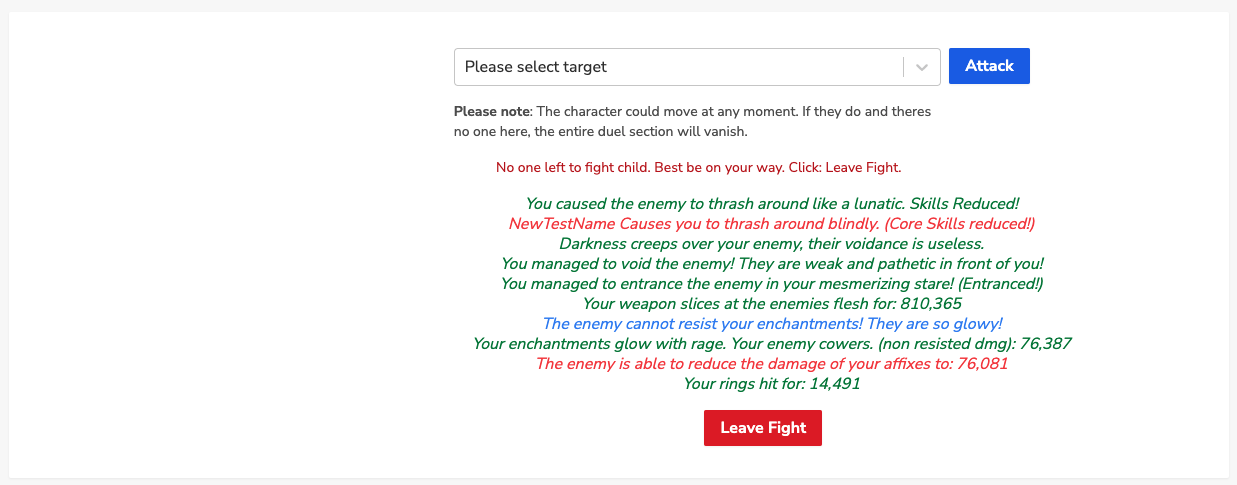 Please select target
Attack
Please note: The character could move at any moment. If they do and theres
no one here, the entire duel section will vanish.
No one left to fight child. Best be on your way. Click: Leave Fight.
You caused the enemy to thrash around like a lunatic. Skills Reduced!
NewTestName Causes you to thrash around blindly. (Core Skills reduced!)
Darkness creeps over your enemy, their voidance is useless.
You managed to void the enemy! They are weak and pathetic in front of you!
You managed to entrance the enemy in your mesmerizing stare! (Entranced!)
Your weapon slices at the enemies flesh for: 810,365
The enemy cannot resist your enchantments! They are so glowy!
Your enchantments glow with rage. Your enemy cowers. (non resisted dmg): 76,387
The enemy is able to reduce the damage of your affixes to: 76,081
Your rings hit for: 14,491
Leave Fight